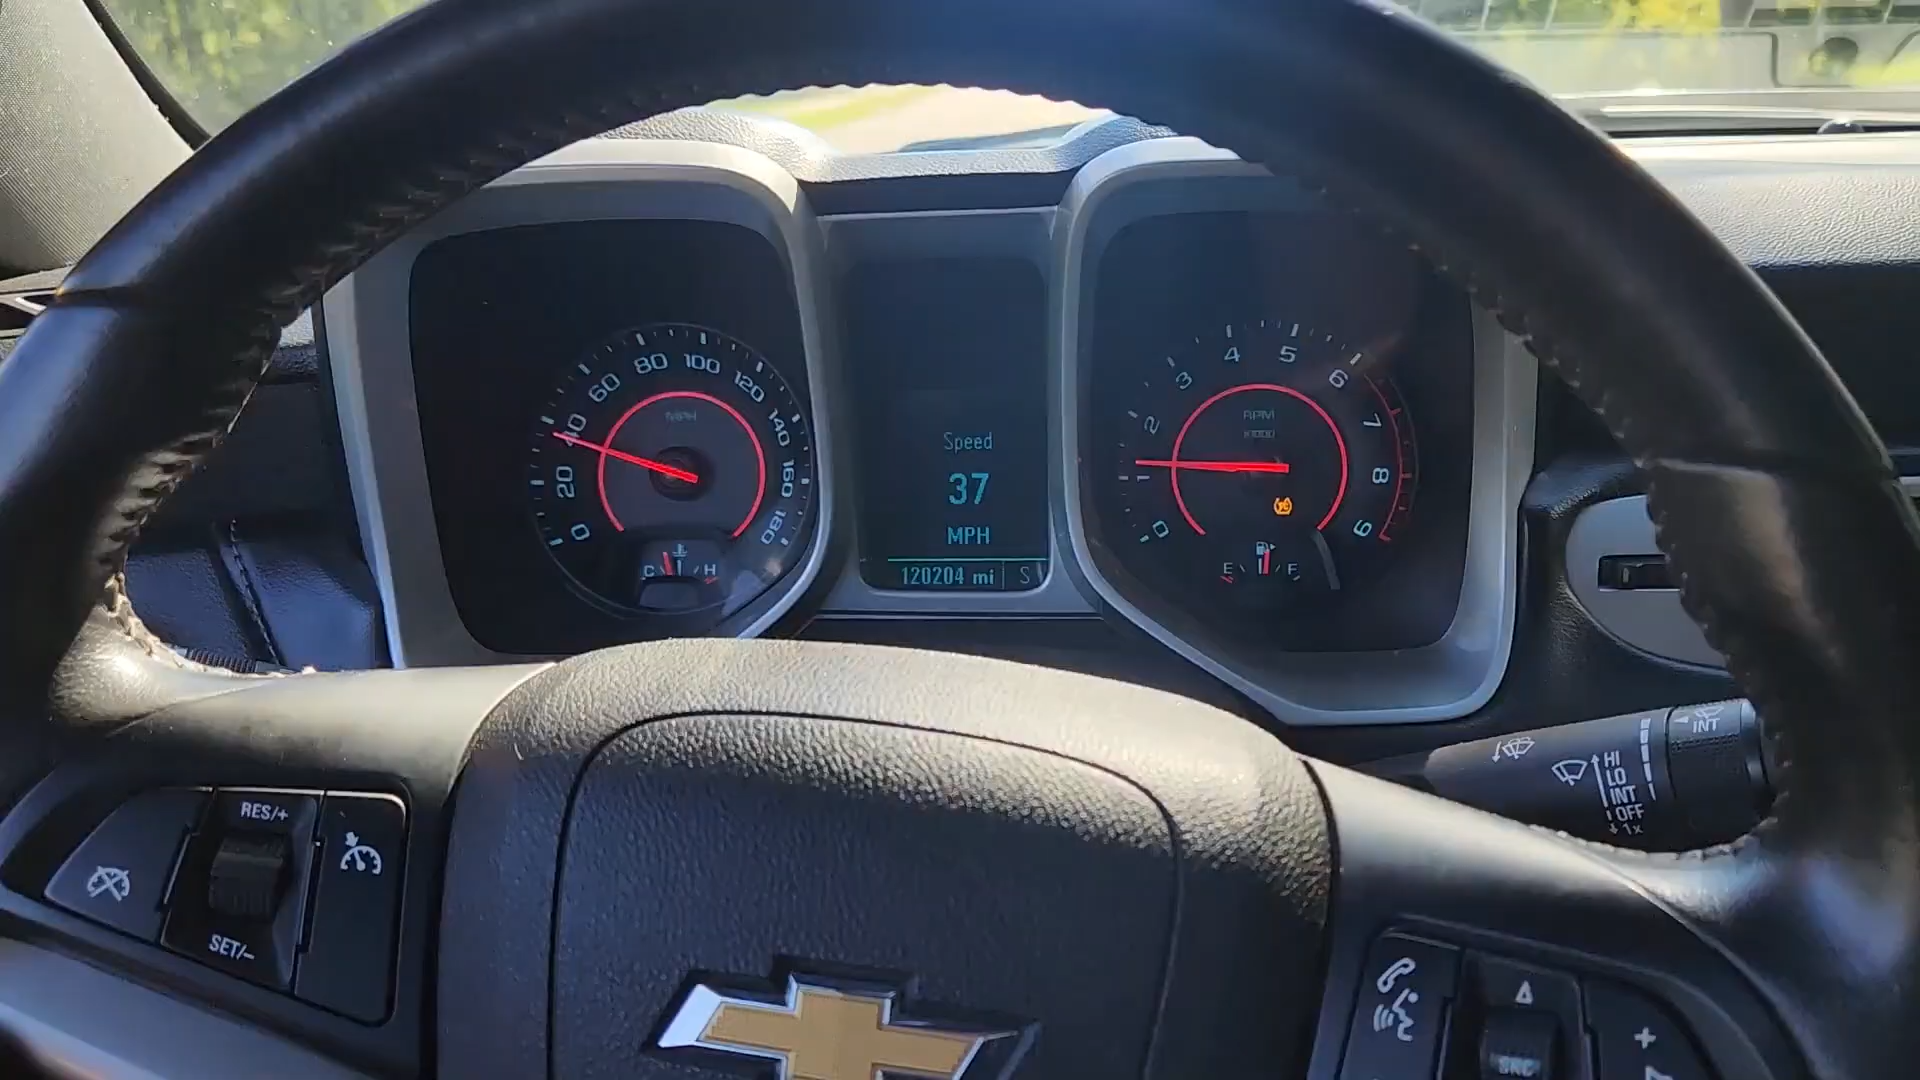 0 20 40 60 80 100 120 140 160 180
MPH
C H
Speed
37
MPH
120204 mi S
0 1 2 3 4 5 6 7 8 9
RPM
x1000
E F
INT
HI
LO
INT
OFF
1x
RES/+
SET/-
SRC
+